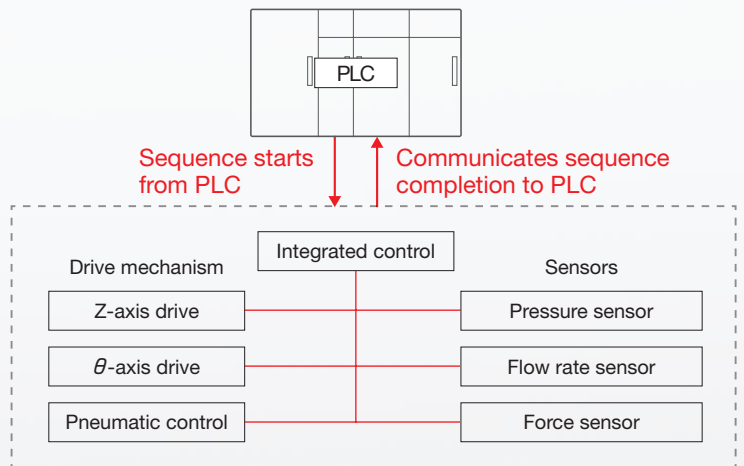 PLC
Sequence starts
from PLC
Communicates sequence
completion to PLC
Integrated control
Drive mechanism
Sensors
Z-axis drive
Pressure sensor
θ-axis drive
Flow rate sensor
Pneumatic control
Force sensor